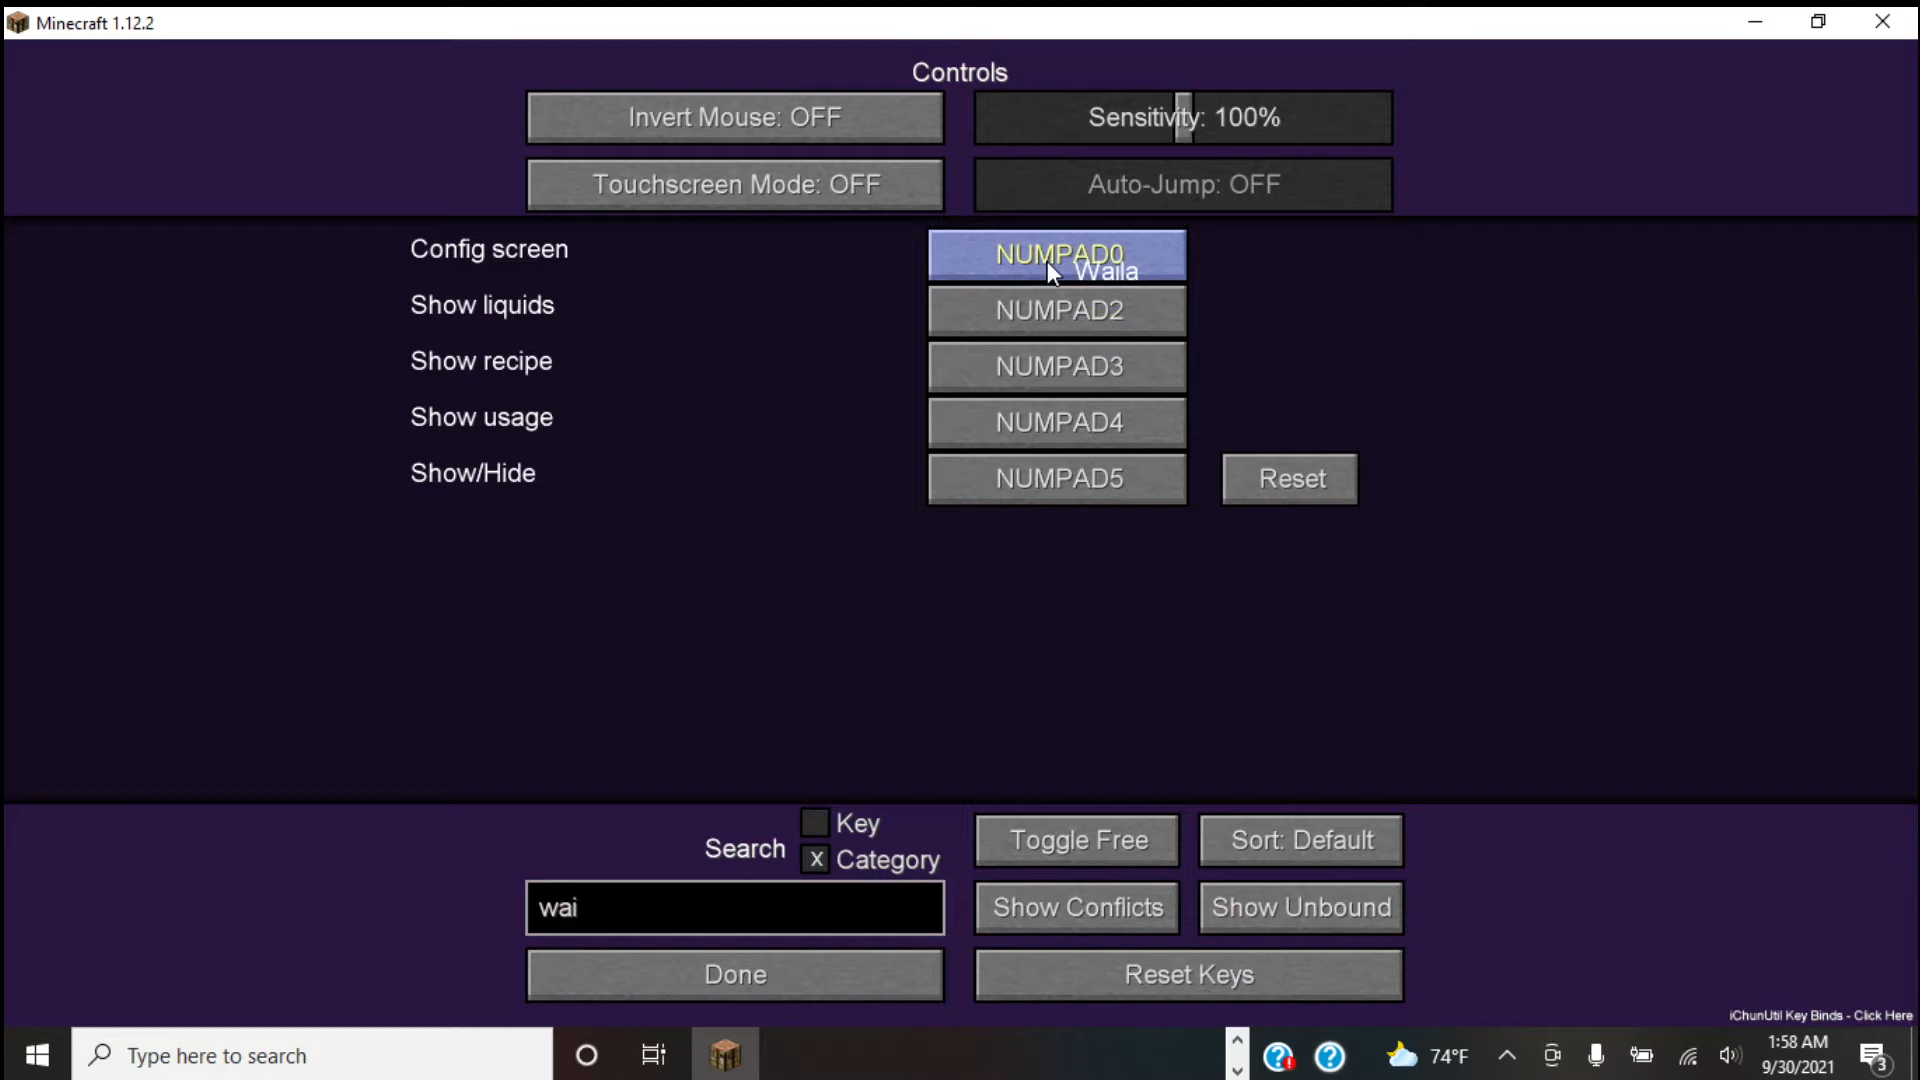 Minecraft 1.12.2
Controls
Invert Mouse: OFF
Sensitivity: 100%
Touchscreen Mode: OFF
Auto-Jump: OFF
Config screen
NUMPAD0
Waila
Show liquids
NUMPAD2
Show recipe
NUMPAD3
Show usage
NUMPAD4
Show/Hide
NUMPAD5
Reset
Search
Key
X Category
wai
Toggle Free
Sort: Default
Show Conflicts
Show Unbound
Done
Reset Keys
iChunUtil Key Binds - Click Here
Type here to search
74°F
1:58 AM
9/30/2021
3